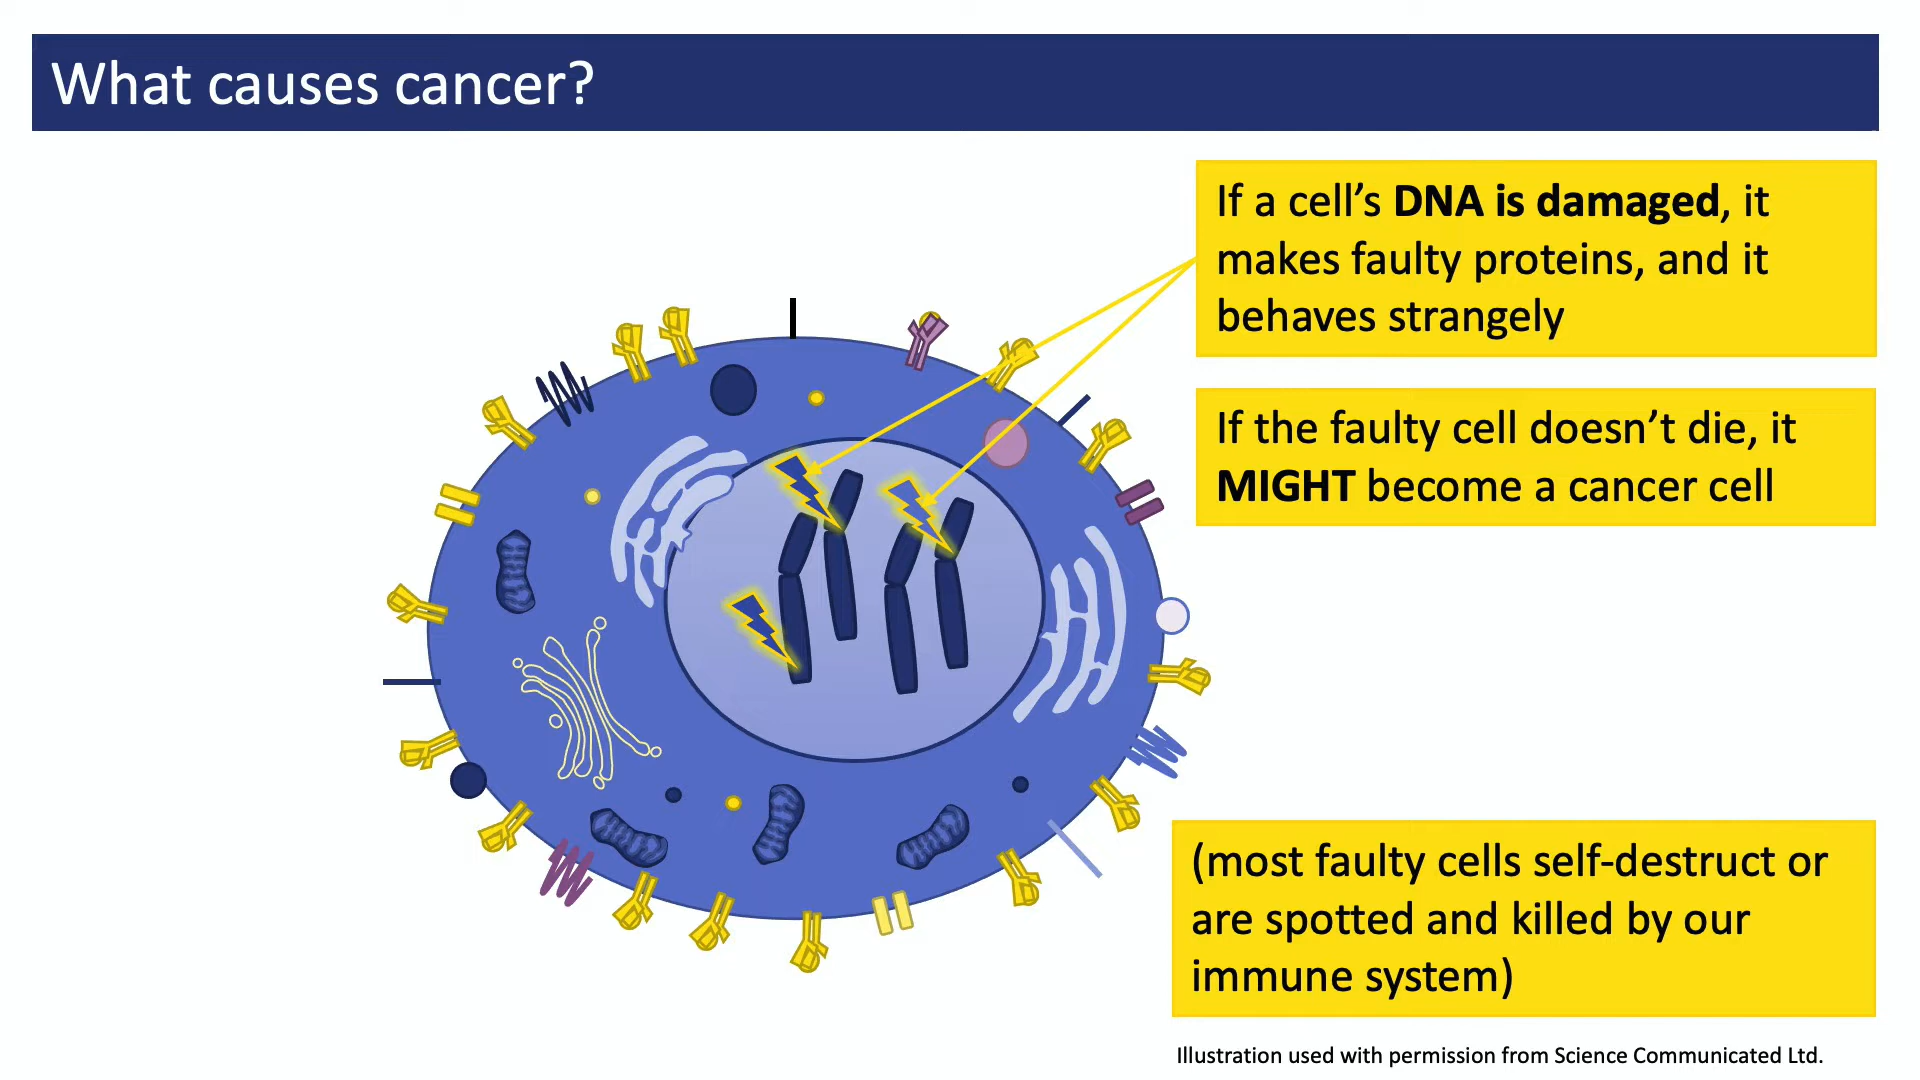 What causes cancer?
If a cell’s DNA is damaged, it
makes faulty proteins, and it
behaves strangely
If the faulty cell doesn’t die, it
MIGHT become a cancer cell
(most faulty cells self-destruct or
are spotted and killed by our
immune system)
Illustration used with permission from Science Communicated Ltd.